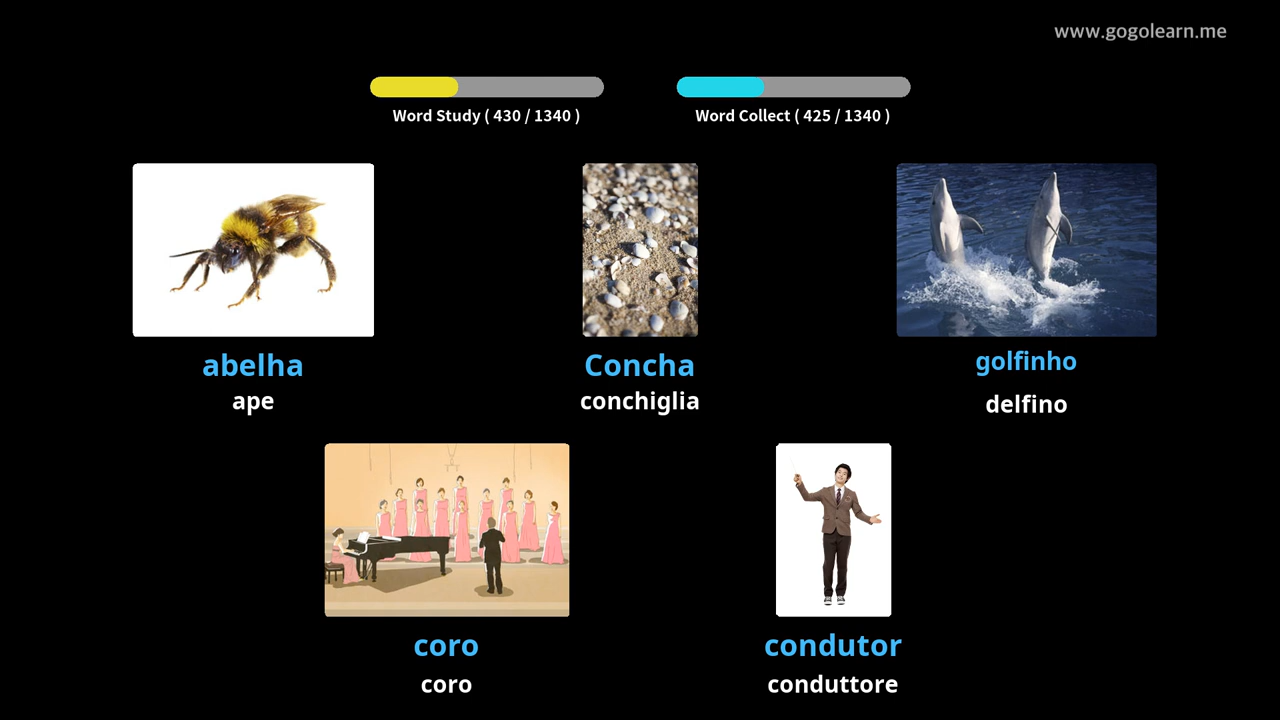 www.gogolearn.me
Word Study ( 430 / 1340 )
Word Collect ( 425 / 1340 )
abelha
ape
Concha
conchiglia
golfinho
delfino
coro
coro
condutor
conduttore